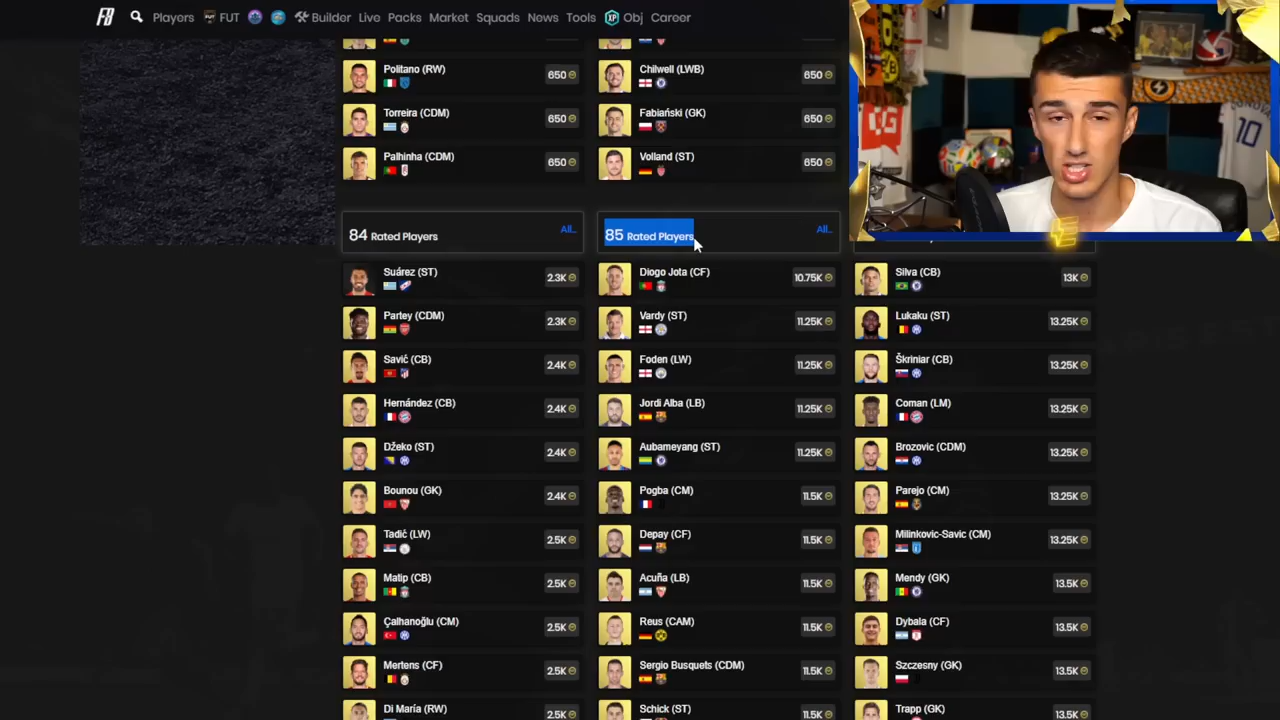 FB Players FUT Builder Live Packs Market Squads News Tools XP Obj Career
Politano (RW) 650
Torreira (CDM) 650
Palhinha (CDM) 650
Chilwell (LWB) 650
Fabiański (GK) 650
Volland (ST) 650
84 Rated Players All..
Suárez (ST) 2.3K
Partey (CDM) 2.3K
Savić (CB) 2.4K
Hernández (CB) 2.4K
Džeko (ST) 2.4K
Bounou (GK) 2.4K
Tadić (LW) 2.5K
Matip (CB) 2.5K
Çalhanoğlu (CM) 2.5K
Mertens (CF) 2.5K
Di María (RW) 2.5K
85 Rated Players All..
Diogo Jota (CF) 10.75K
Vardy (ST) 11.25K
Foden (LW) 11.25K
Jordi Alba (LB) 11.25K
Aubameyang (ST) 11.25K
Pogba (CM) 11.5K
Depay (CF) 11.5K
Acuña (LB) 11.5K
Reus (CAM) 11.5K
Sergio Busquets (CDM) 11.5K
Schick (ST) 11.5K
Silva (CB) 13K
Lukaku (ST) 13.25K
Škriniar (CB) 13.25K
Coman (LM) 13.25K
Brozovic (CDM) 13.25K
Parejo (CM) 13.25K
Milinkovic-Savic (CM) 13.25K
Mendy (GK) 13.5K
Dybala (CF) 13.5K
Szczesny (GK) 13.5K
Trapp (GK) 13.5K
10